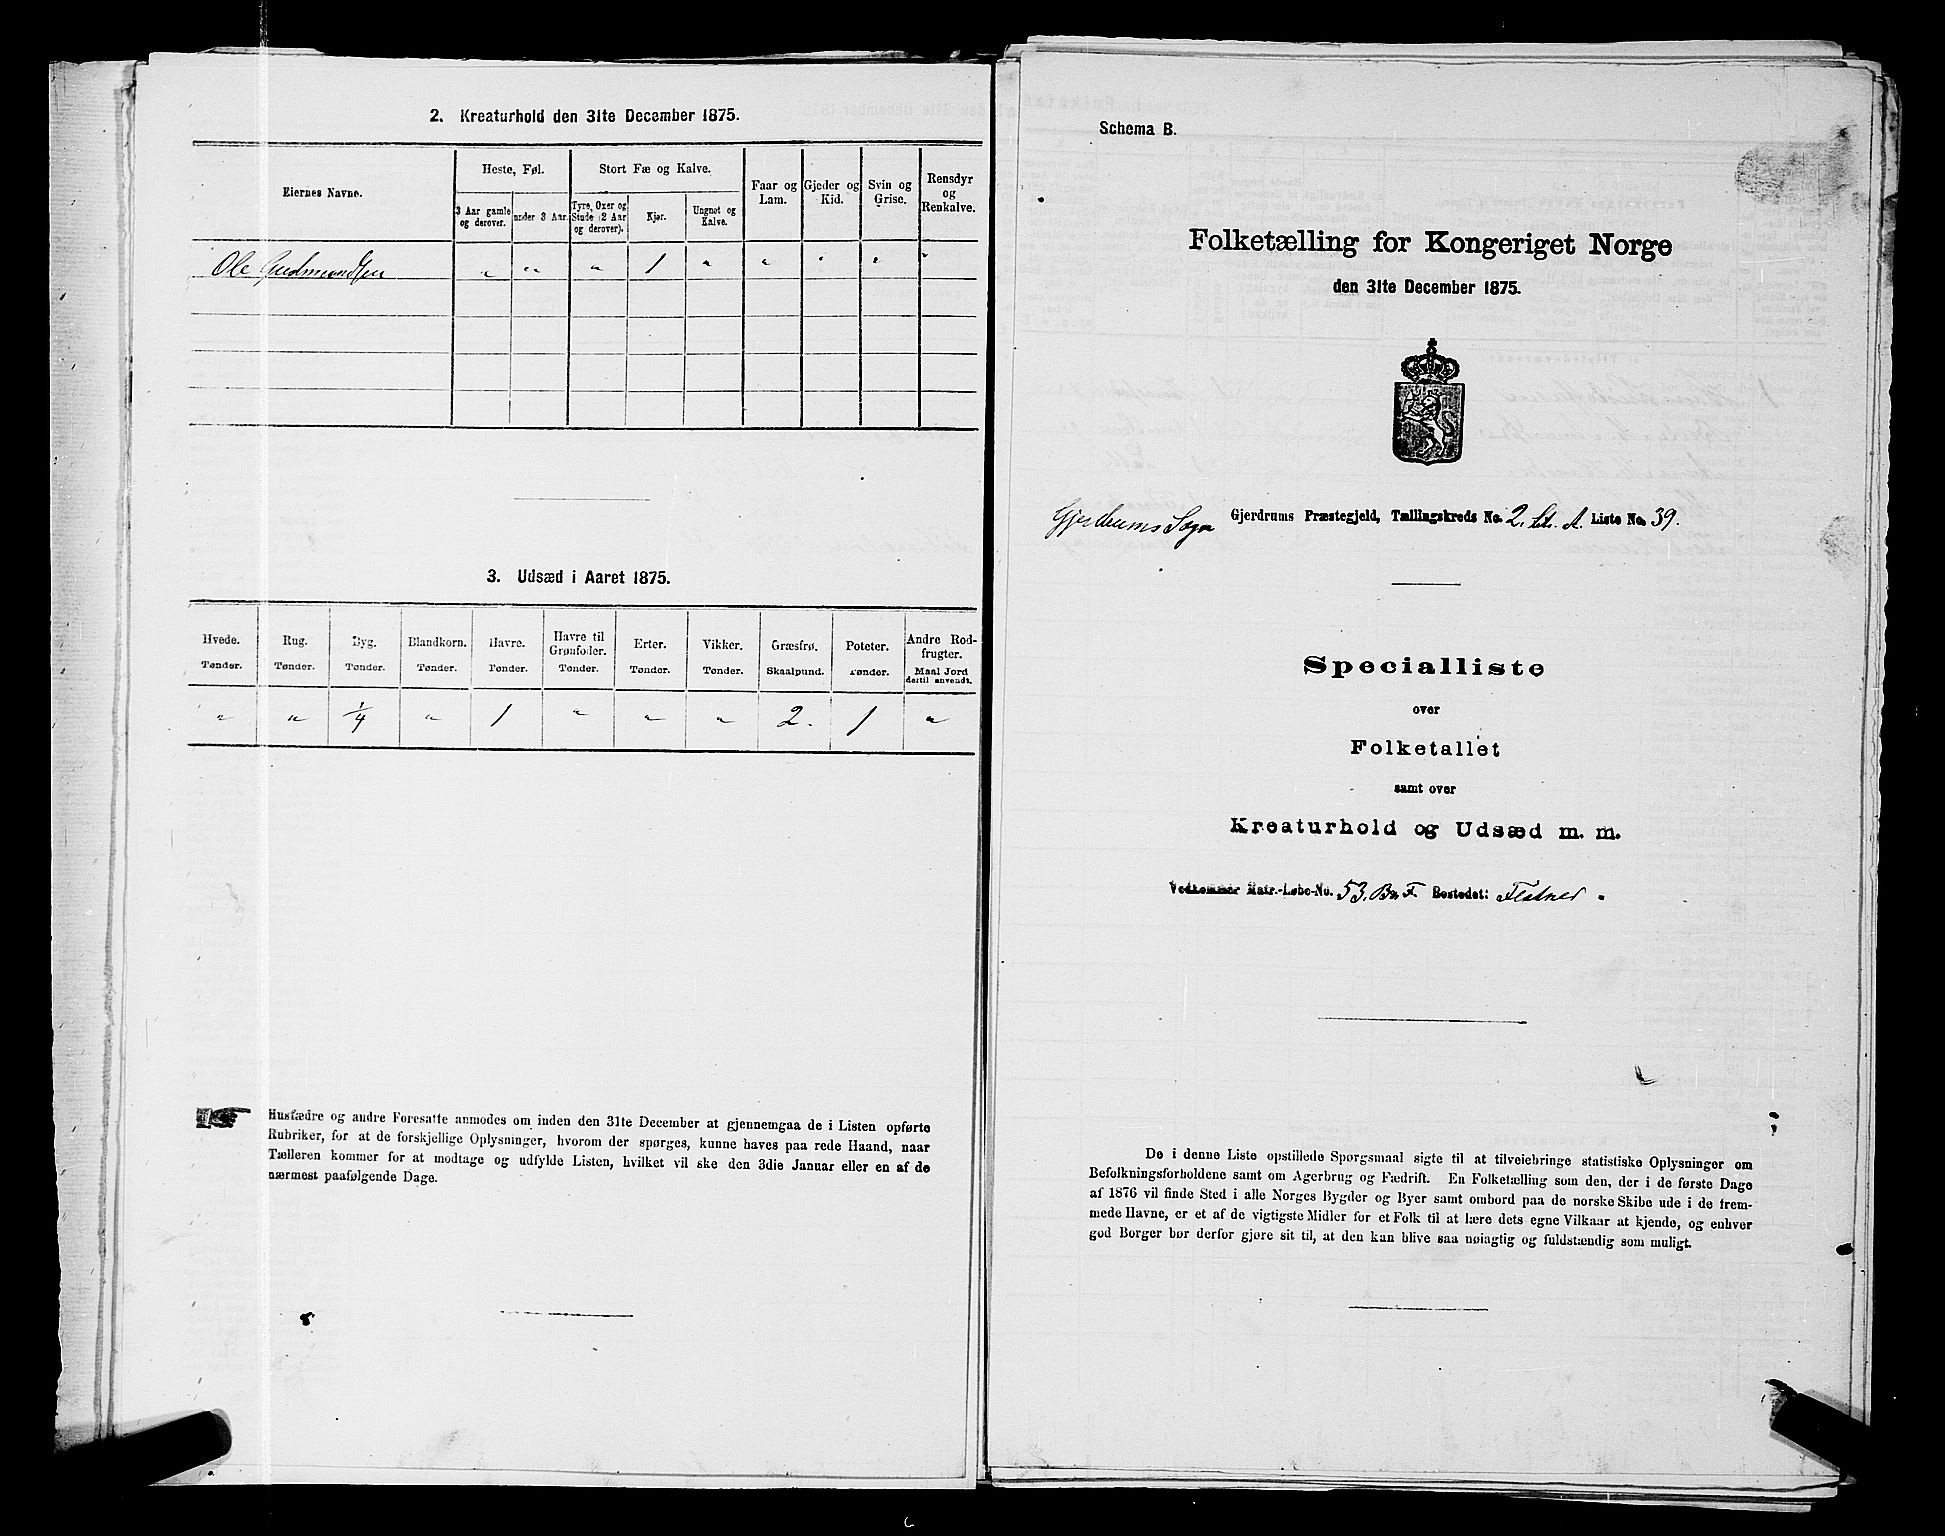 2. Kreaturhold den 31te December 1875.
Eiernes Navne.
Heste, Føl.
3 Aar gamle og derover.
under 3 Aar.
Stort Fæ og Kalve.
Tyre, Oxer og Stude (2 Aar og derover).
Kjør.
Ungnøt og Kalve.
Faar og Lam.
Gjeder og Kid.
Svin og Grise.
Rensdyr og Renkalve.
Ole Gudmundsen " " " 1 " " " " "
3. Udsæd i Aaret 1875.
Hvede. Rug. Byg. Blandkorn. Havre. Havre til Grønfoder. Erter. Vikker. Græsfrø. Poteter. Andre Rodfrugter.
Tønder. Tønder. Tønder. Tønder. Tønder. Tønder. Tønder. Tønder. Skaalpund. Tønder. Maal Jord dertil anvendt.
" " 1/4 " 1 " " " 2. 1 "
Husfædre og andre Foresatte anmodes om inden den 31te December at gjennemgaa de i Listen opførte
Rubriker, for at de forskjellige Oplysninger, hvorom der spørges, kunne haves paa rede Haand, naar
Tælleren kommer for at modtage og udfylde Listen, hvilket vil ske den 3die Januar eller en af de
nærmest paafølgende Dage.
Schema B.
Folketælling for Kongeriget Norge
den 31te December 1875.
Gjerdrums Sogn Gjerdrums Præstegjeld, Tællingskreds No. 2. Lit. A. Liste No. 39.
Specialliste
over
Folketallet
samt over
Kreaturhold og Udsæd m. m.
Vedkommer Matr.-Løbe-No. 53. Bn F. Bostedet: Flatner.
De i denne Liste opstillede Spørgsmaal sigte til at tilveiebringe statistiske Oplysninger om
Befolkningsforholdene samt om Agerbrug og Fædrift. En Folketælling som den, der i de første Dage
af 1876 vil finde Sted i alle Norges Bygder og Byer samt ombord paa de norske Skibe ude i de frem-
mede Havne, er et af de vigtigste Midler for et Folk til at lære dets egne Vilkaar at kjende, og enhver
god Borger bør derfor gjøre sit til, at den kan blive saa nøiagtig og fuldstændig som muligt.